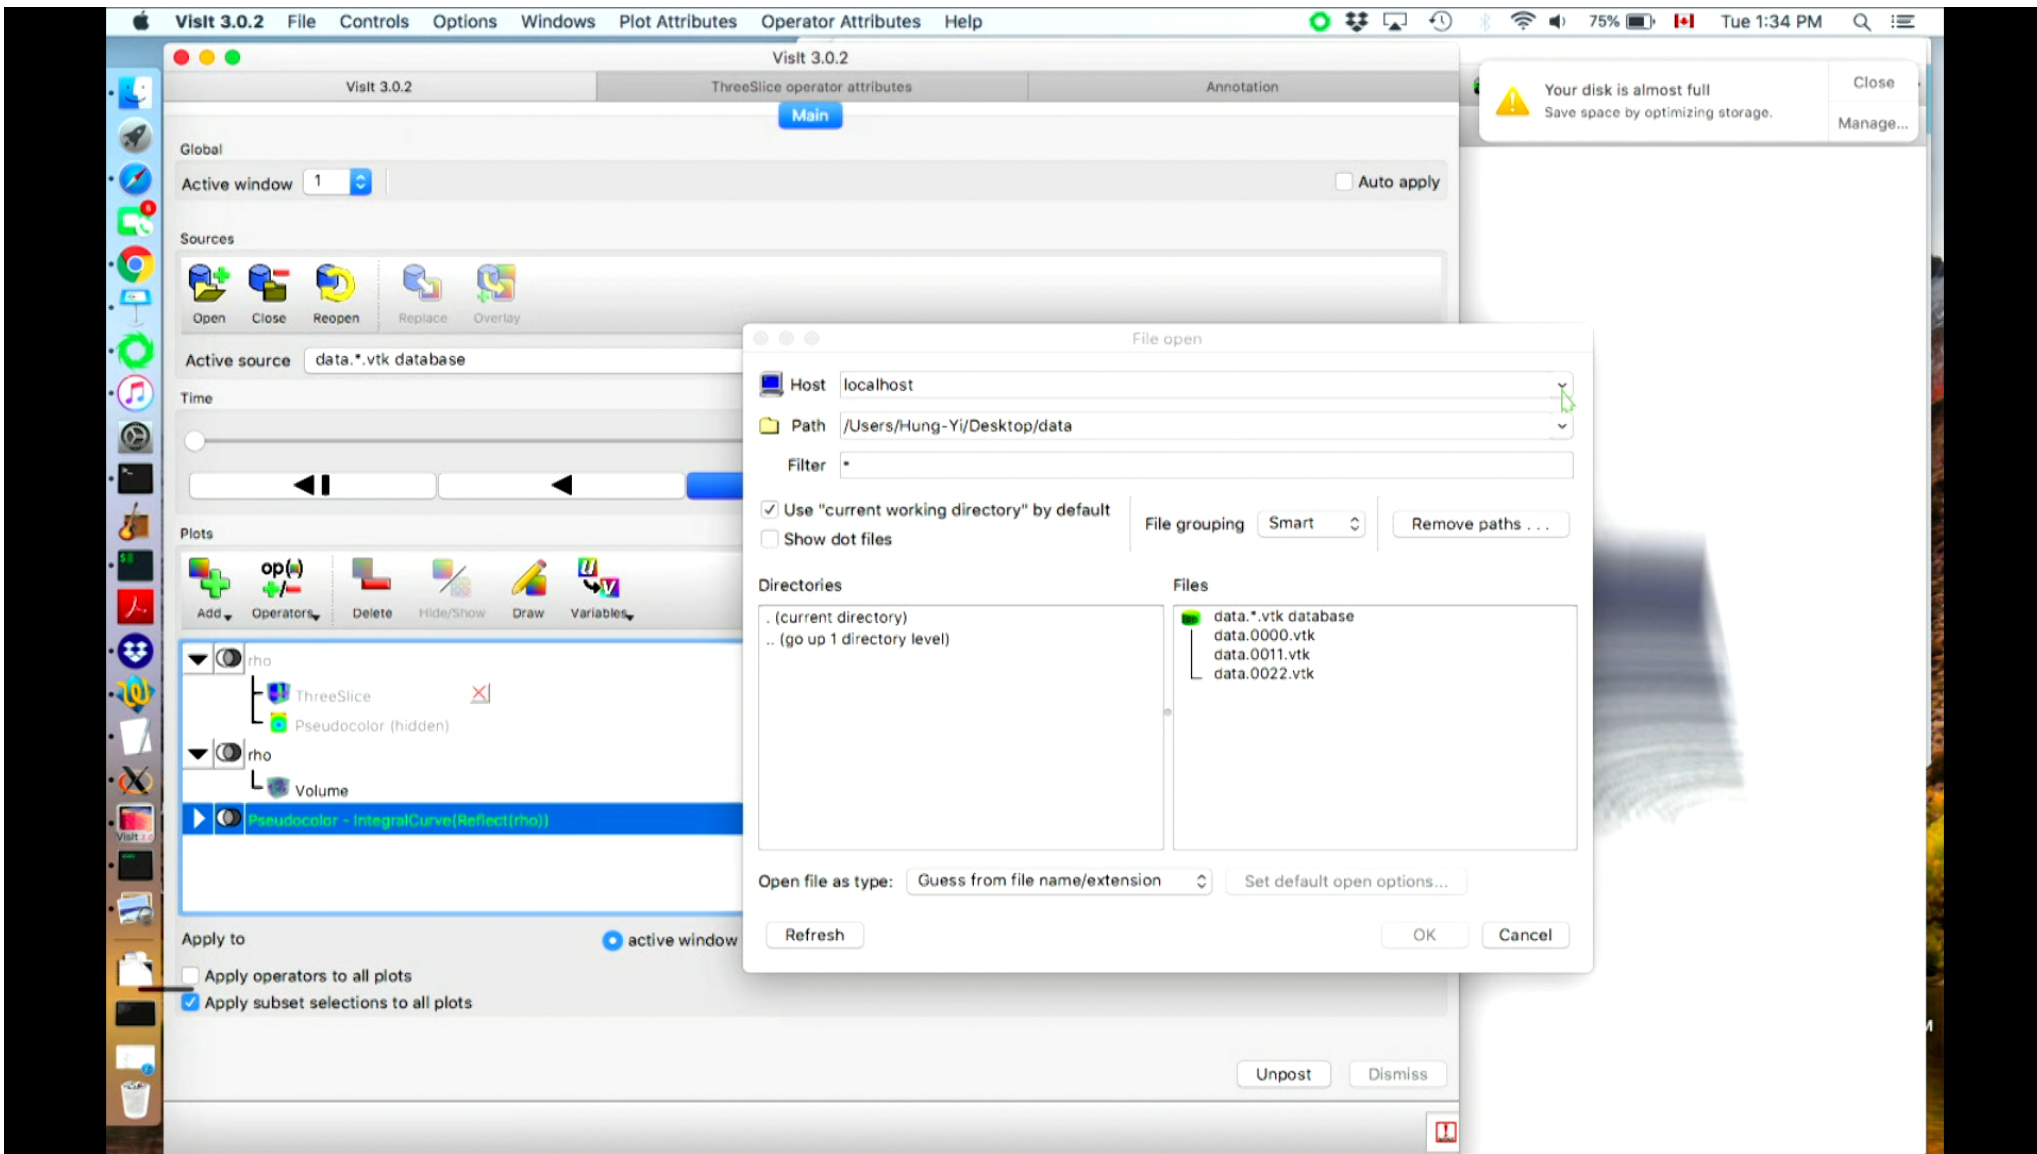 VisIt 3.0.2 File Controls Options Windows Plot Attributes Operator Attributes Help 75% Tue 1:34 PM
VisIt 3.0.2
VisIt 3.0.2 ThreeSlice operator attributes Annotation
Your disk is almost full
Save space by optimizing storage.
Close
Manage...
Main
Global
Active window 1 Auto apply
Sources
Open Close Reopen Replace Overlay
Active source data.*.vtk database
Time
Plots
op(·)
Add Operators Delete Hide/Show Draw Variables
rho
ThreeSlice
Pseudocolor (hidden)
rho
Volume
Pseudocolor - IntegralCurve(Reflect(rho))
Apply to active window
Apply operators to all plots
Apply subset selections to all plots
Unpost Dismiss
File open
Host localhost
Path /Users/Hung-Yi/Desktop/data
Filter *
Use "current working directory" by default
Show dot files
File grouping Smart Remove paths . . .
Directories Files
. (current directory)
.. (go up 1 directory level)
data.*.vtk database
data.0000.vtk
data.0011.vtk
data.0022.vtk
Open file as type: Guess from file name/extension Set default open options...
Refresh OK Cancel